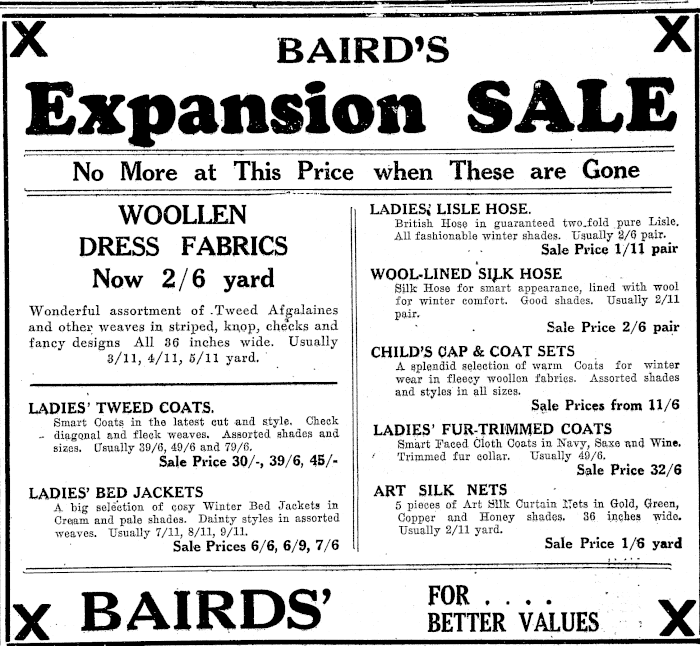 X
X
BAIRD'S
Expansion SALE
No More at This Price when These are Gone
WOOLLEN
DRESS FABRICS
Now 2/6 yard
Wonderful assortment of Tweed Afgalaines
and other weaves in striped, knop, checks and
fancy designs All 36 inches wide. Usually
3/11, 4/11, 5/11 yard.
LADIES' TWEED COATS.
Smart Coats in the latest cut and style. Check
diagonal and fleck weaves. Assorted shades and
sizes. Usually 39/6, 49/6 and 79/6.
Sale Price 30/-, 39/6, 45/-
LADIES' BED JACKETS
A big selection of cosy Winter Bed Jackets in
Cream and pale shades. Dainty styles in assorted
weaves. Usually 7/11, 8/11, 9/11.
Sale Prices 6/6, 6/9, 7/6
LADIES' LISLE HOSE.
British Hose in guaranteed two-fold pure Lisle.
All fashionable winter shades. Usually 2/6 pair.
Sale Price 1/11 pair
WOOL-LINED SILK HOSE
Silk Hose for smart appearance, lined with wool
for winter comfort. Good shades. Usually 2/11
pair.
Sale Price 2/6 pair
CHILD'S CAP & COAT SETS
A splendid selection of warm Coats for winter
wear in fleecy woollen fabrics. Assorted shades
and styles in all sizes.
Sale Prices from 11/6
LADIES' FUR-TRIMMED COATS
Smart Faced Cloth Coats in Navy, Saxe and Wine.
Trimmed fur collar. Usually 49/6.
Sale Price 32/6
ART SILK NETS
5 pieces of Art Silk Curtain Nets in Gold, Green,
Copper and Honey shades. 36 inches wide.
Usually 2/11 yard.
Sale Price 1/6 yard
X BAIRDS' FOR . . . .
BETTER VALUES X